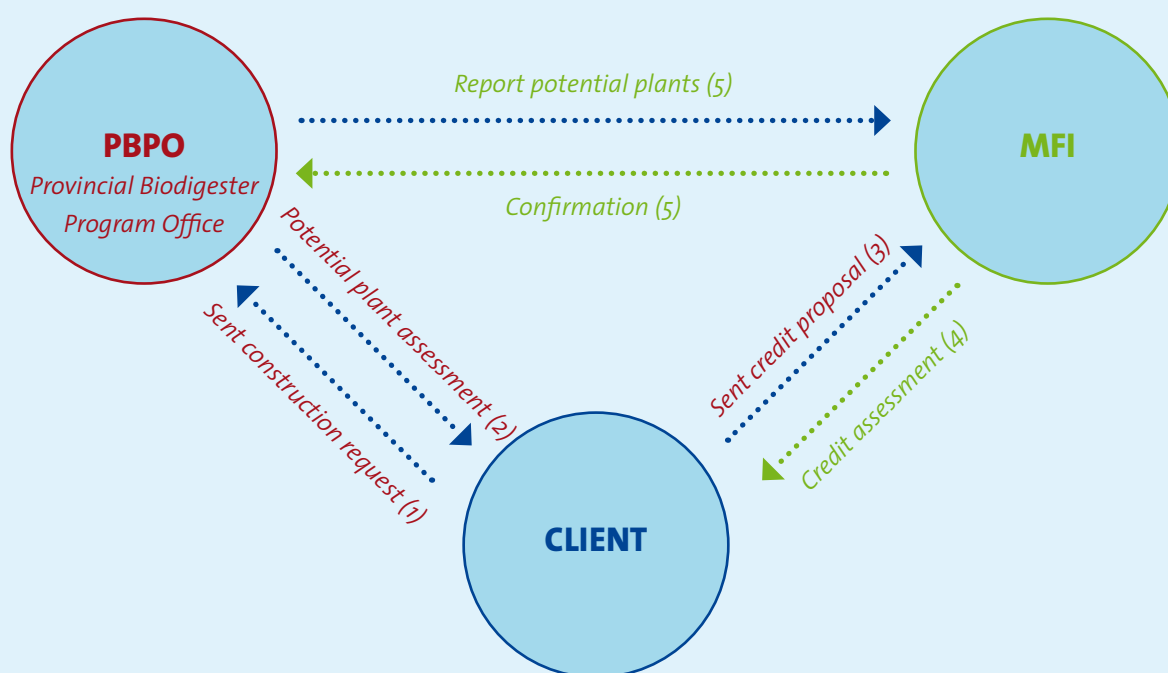 Report potential plants (5)
PBPO
Provincial Biodigester
Program Office
MFI
Confirmation (5)
Potential plant assessment (2)
Sent construction request (1)
Sent credit proposal (3)
Credit assessment (4)
CLIENT